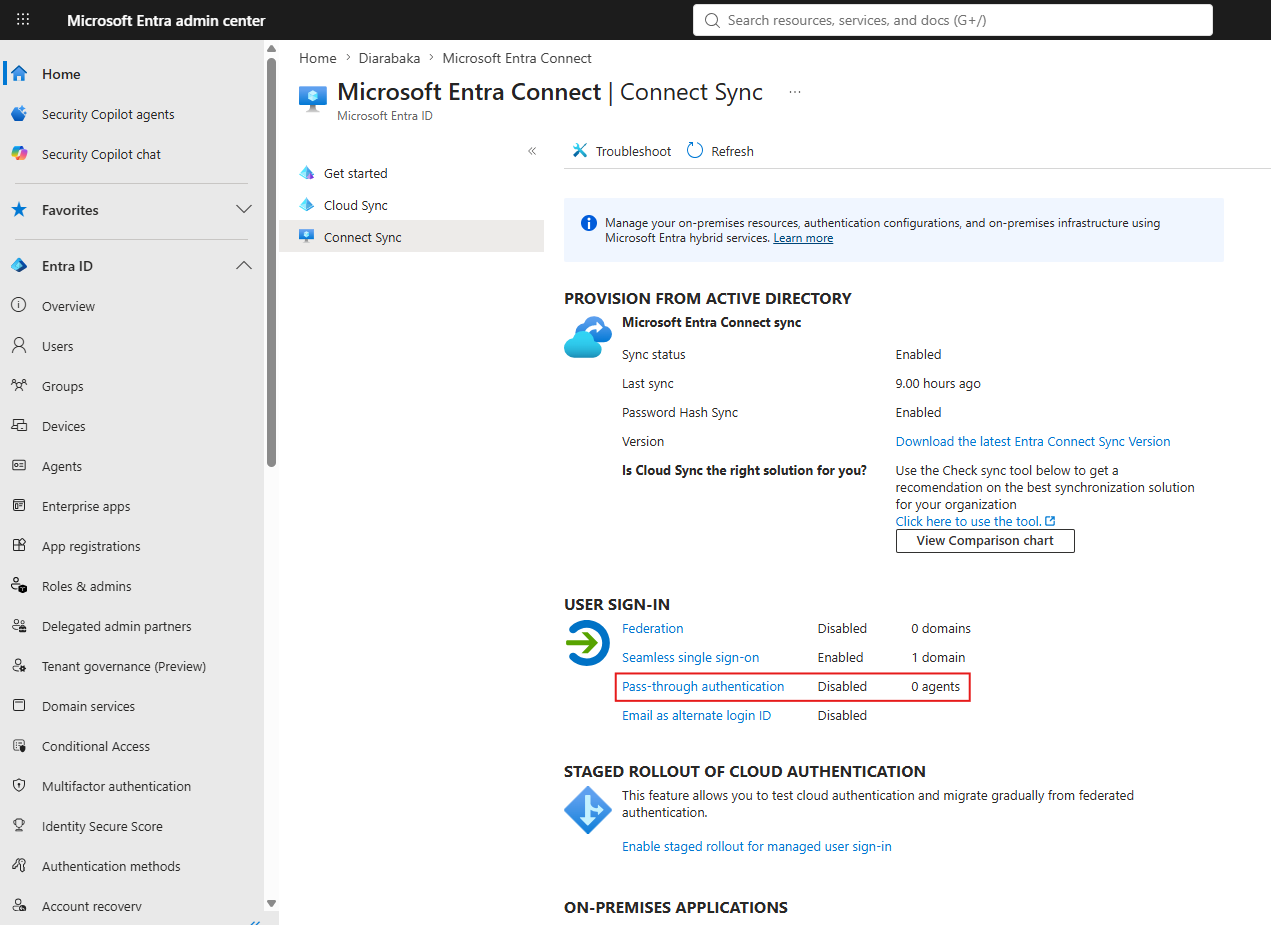 Microsoft Entra admin center
Search resources, services, and docs (G+/)
Home
Security Copilot agents
Security Copilot chat
Favorites
Entra ID
Overview
Users
Groups
Devices
Agents
Enterprise apps
App registrations
Roles & admins
Delegated admin partners
Tenant governance (Preview)
Domain services
Conditional Access
Multifactor authentication
Identity Secure Score
Authentication methods
Account recovery
Home > Diarabaka > Microsoft Entra Connect
Microsoft Entra Connect | Connect Sync ...
Microsoft Entra ID
«
Get started
Cloud Sync
Connect Sync
Troubleshoot Refresh
Manage your on-premises resources, authentication configurations, and on-premises infrastructure using
Microsoft Entra hybrid services. Learn more
PROVISION FROM ACTIVE DIRECTORY
Microsoft Entra Connect sync
Sync status Enabled
Last sync 9.00 hours ago
Password Hash Sync Enabled
Version Download the latest Entra Connect Sync Version
Is Cloud Sync the right solution for you? Use the Check sync tool below to get a
recomendation on the best synchronization solution
for your organization
Click here to use the tool.
View Comparison chart
USER SIGN-IN
Federation Disabled 0 domains
Seamless single sign-on Enabled 1 domain
Pass-through authentication Disabled 0 agents
Email as alternate login ID Disabled
STAGED ROLLOUT OF CLOUD AUTHENTICATION
This feature allows you to test cloud authentication and migrate gradually from federated
authentication.
Enable staged rollout for managed user sign-in
ON-PREMISES APPLICATIONS